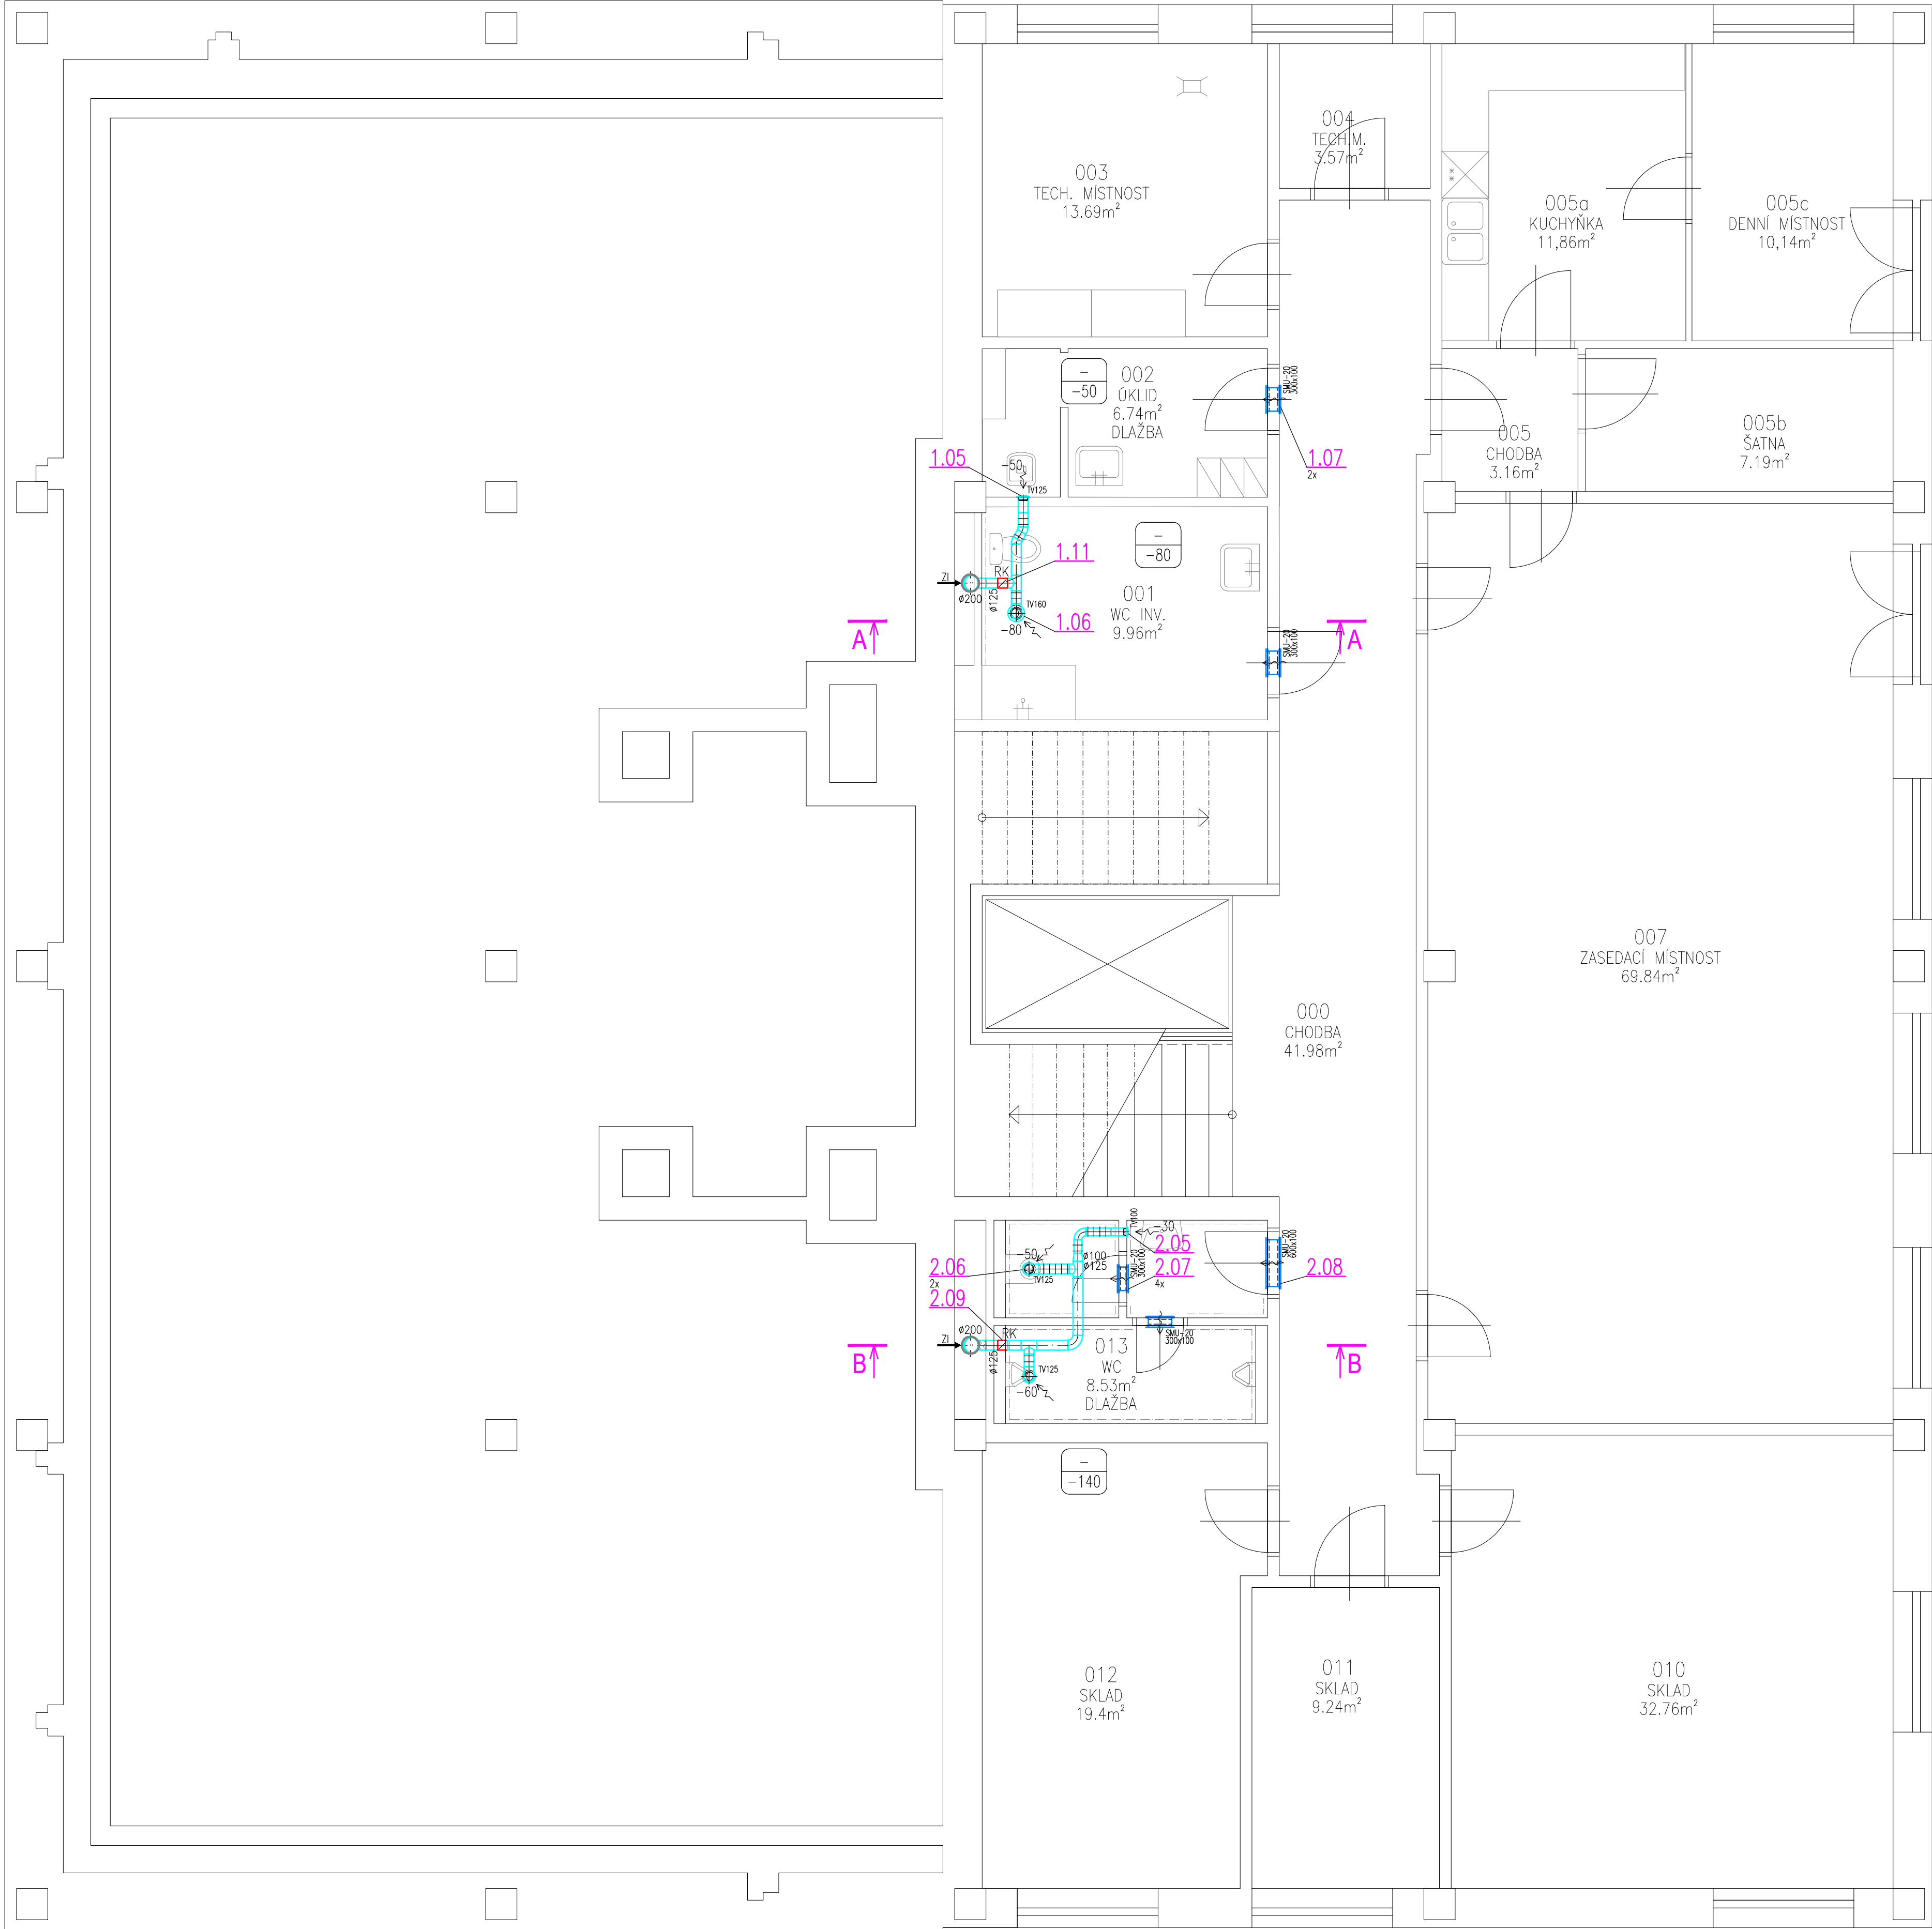 004
TECH.M.
3.57m²
003
TECH. MÍSTNOST
13.69m²
005a
KUCHYŇKA
11,86m²
005c
DENNÍ MÍSTNOST
10,14m²
-
-50
002
ÚKLID
6.74m²
DLAŽBA
SMU-20
300x100
005
CHODBA
3.16m²
005b
ŠATNA
7.19m²
1.05
-50
TV125
1.07
2x
-
-80
1.11
ZI
RK
ø200
ø125
TV160
001
WC INV.
9.96m²
1.06
-80
A
A
SMU-20
300x100
007
ZASEDACÍ MÍSTNOST
69.84m²
000
CHODBA
41.98m²
TV100
-30
2.05
-50
ø100
ø125
SMU-20
300x100
SMU-20
600x100
2.06
2x
TV125
2.07
4x
2.08
2.09
ø200
RK
ZI
ø125
SMU-20
300x100
013
WC
8.53m²
DLAŽBA
TV125
-60
B
B
-
-140
012
SKLAD
19.4m²
011
SKLAD
9.24m²
010
SKLAD
32.76m²